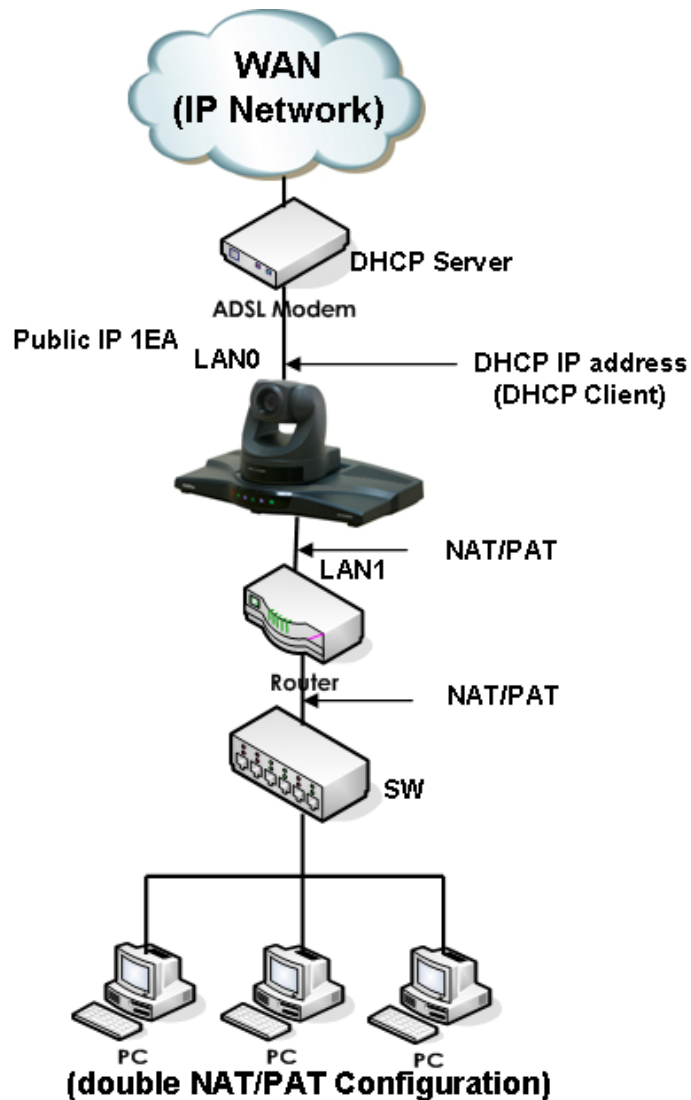 WAN
(IP Network)
DHCP Server
ADSL Modem
Public IP 1EA
LAN0
DHCP IP address
(DHCP Client)
NAT/PAT
LAN1
Router
NAT/PAT
SW
PC
PC
PC
(double NAT/PAT Configuration)